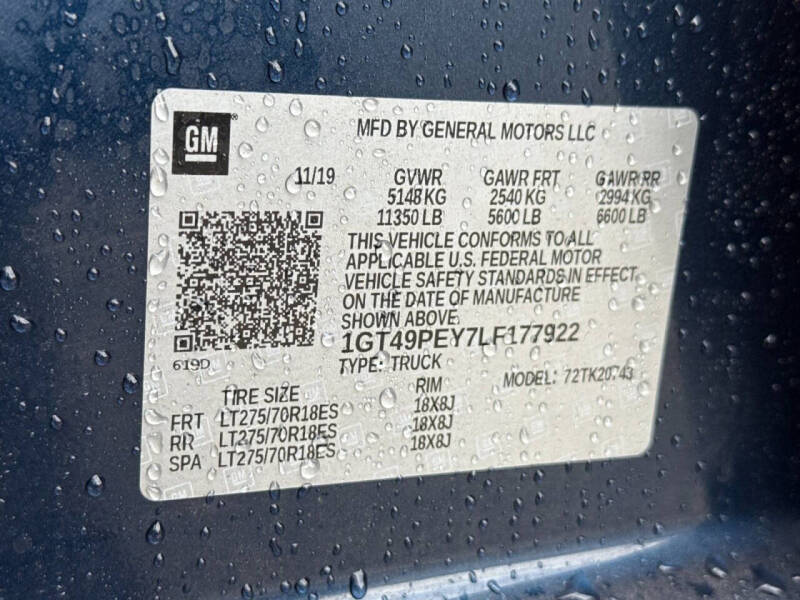 GM
MFD BY GENERAL MOTORS LLC
11/19 GVWR GAWR FRT GAWR RR
5148 KG 2540 KG 2994 KG
11350 LB 5600 LB 6600 LB
THIS VEHICLE CONFORMS TO ALL
APPLICABLE U.S. FEDERAL MOTOR
VEHICLE SAFETY STANDARDS IN EFFECT
ON THE DATE OF MANUFACTURE
SHOWN ABOVE.
1GT49PEY7LF177922
619D TYPE: TRUCK MODEL: 72TK20743
TIRE SIZE RIM
FRT LT275/70R18ES 18X8J
RR LT275/70R18ES 18X8J
SPA LT275/70R18ES 18X8J